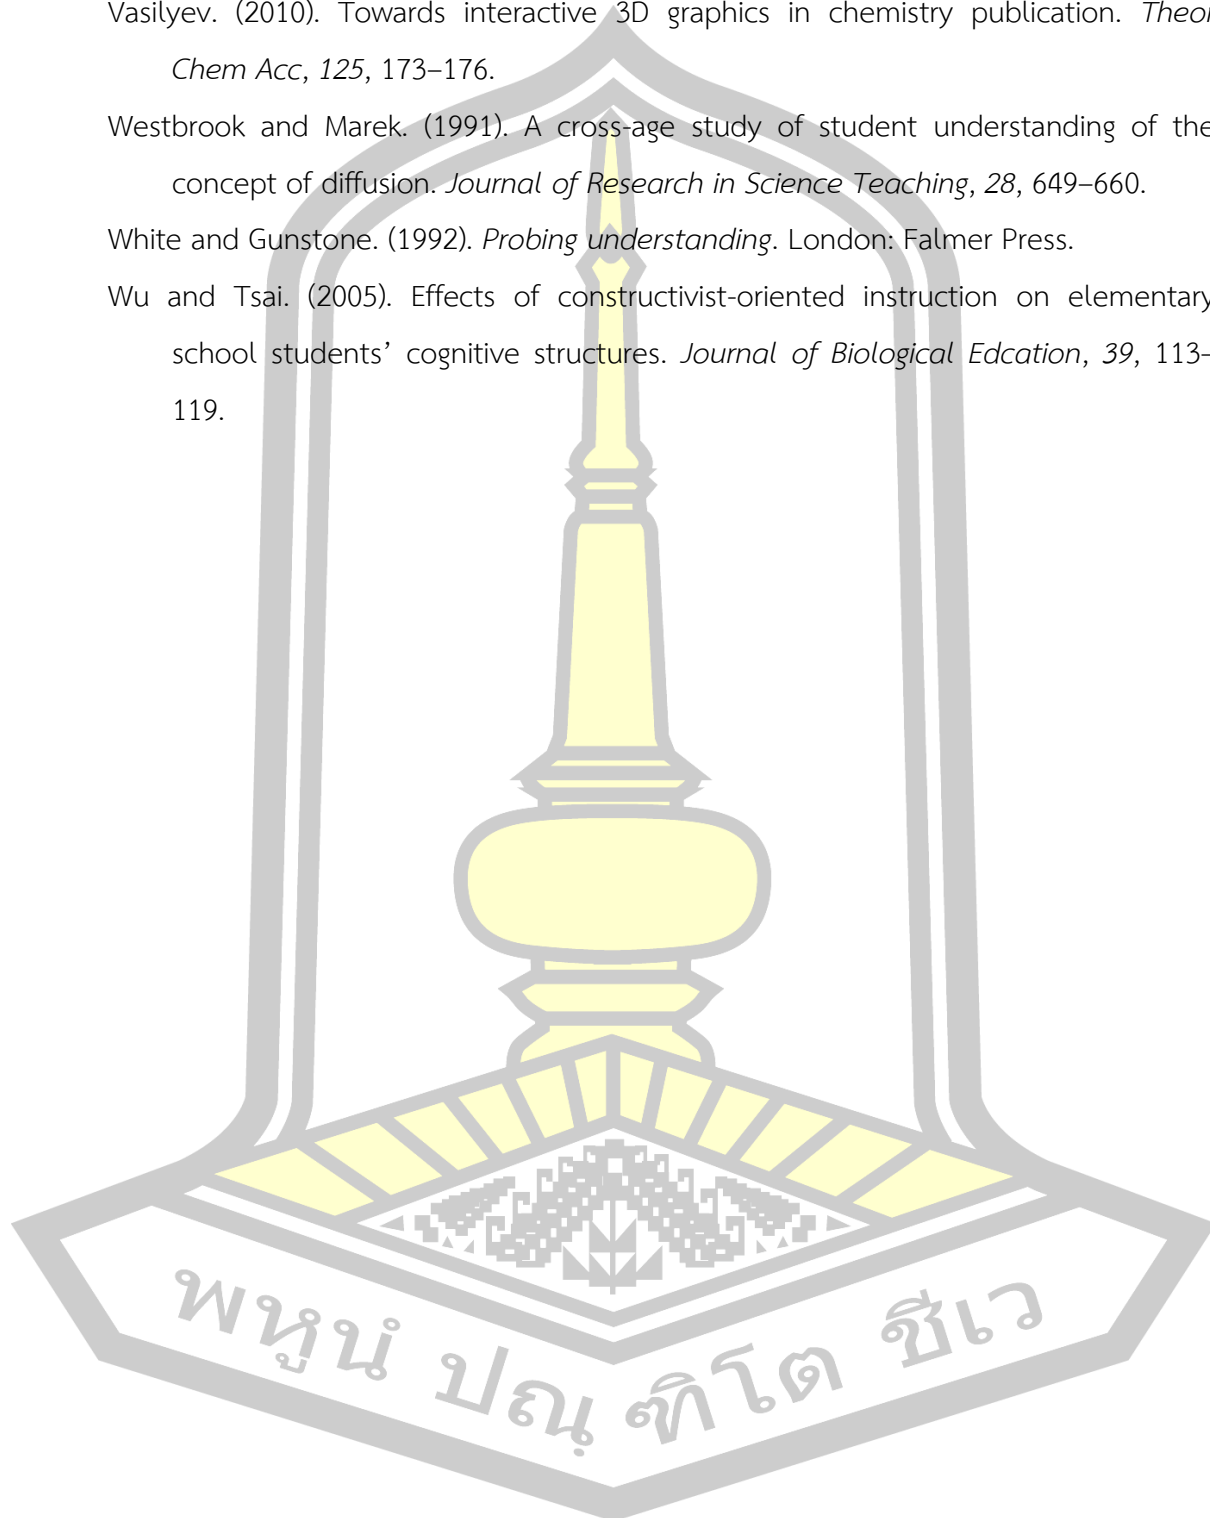 Vasilyev. (2010). Towards interactive 3D graphics in chemistry publication. Theor
Chem Acc, 125, 173–176.
Westbrook and Marek. (1991). A cross-age study of student understanding of the
concept of diffusion. Journal of Research in Science Teaching, 28, 649–660.
White and Gunstone. (1992). Probing understanding. London: Falmer Press.
Wu and Tsai. (2005). Effects of constructivist-oriented instruction on elementary
school students’ cognitive structures. Journal of Biological Edcation, 39, 113–
119.
พหูนํ ปณฺฑิโต ชีเว